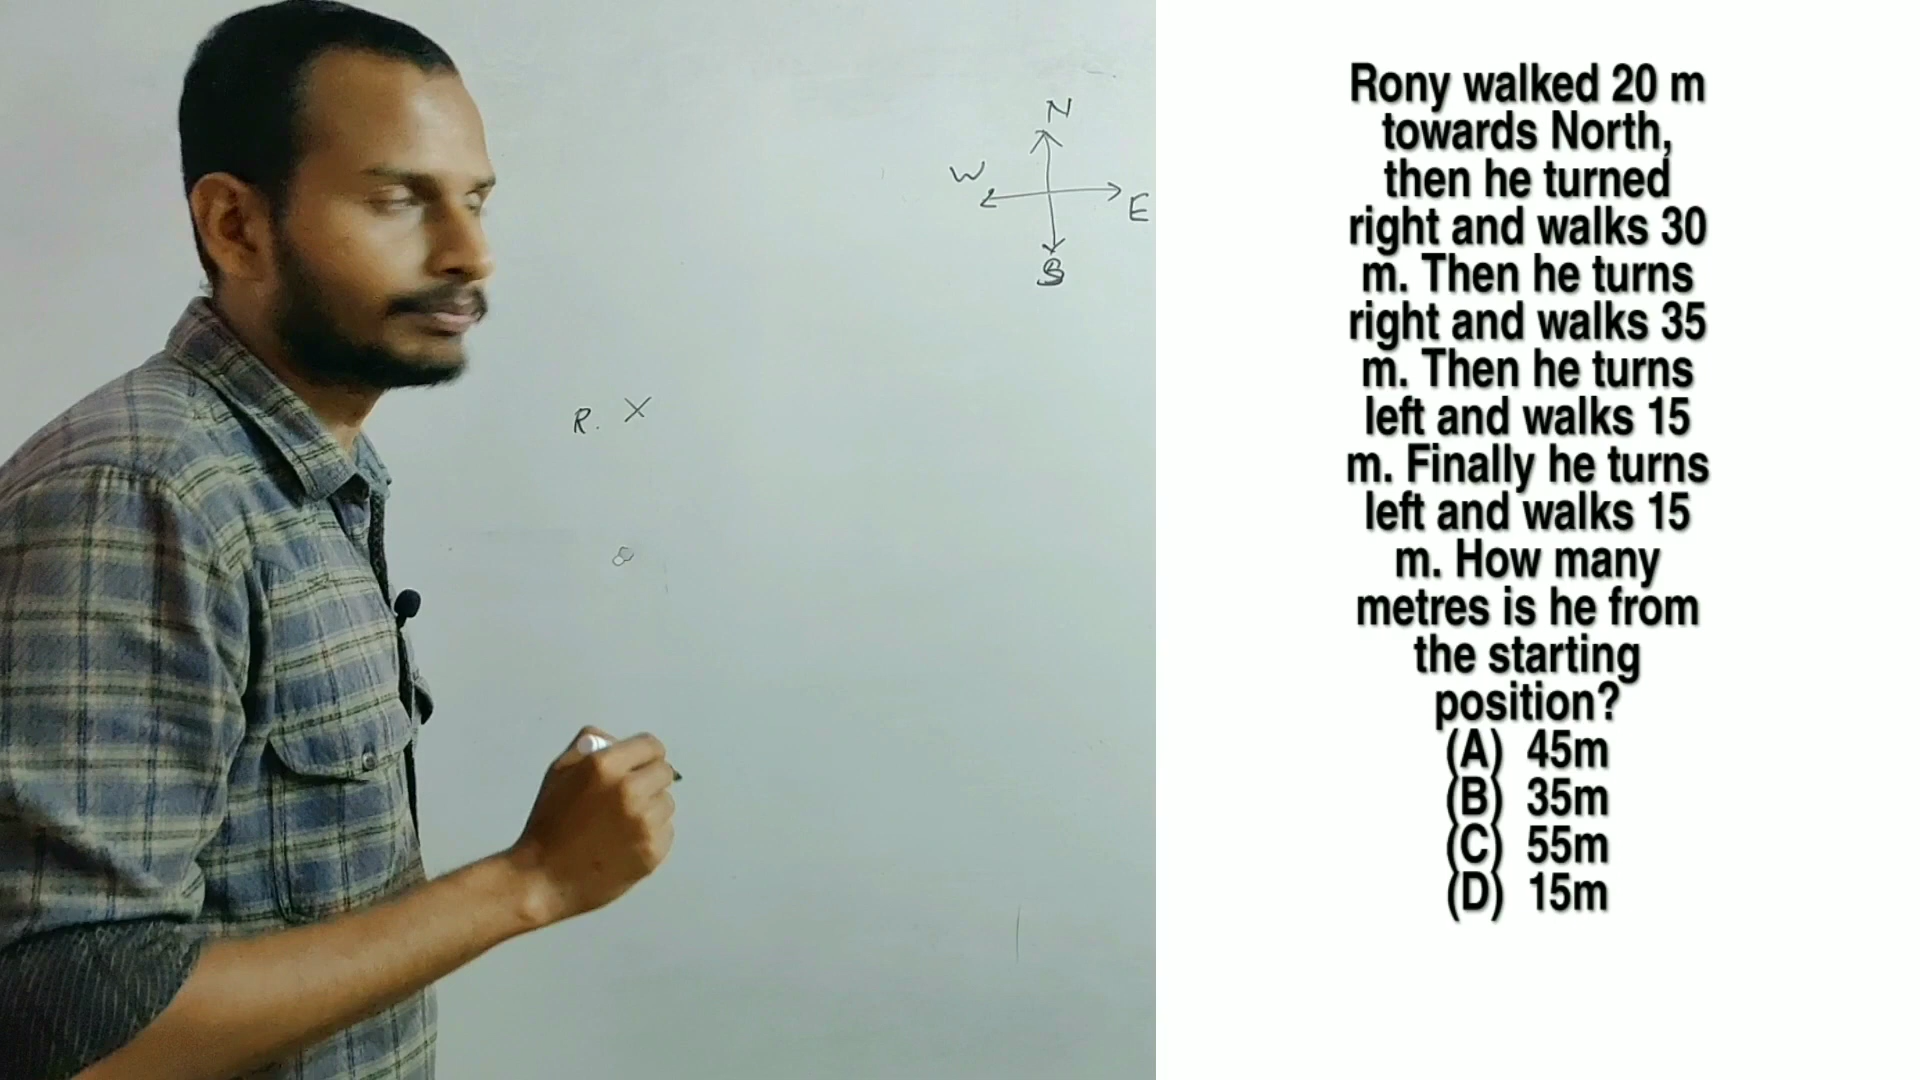 N
W
E
S
R. X
Rony walked 20 m
towards North,
then he turned
right and walks 30
m. Then he turns
right and walks 35
m. Then he turns
left and walks 15
m. Finally he turns
left and walks 15
m. How many
metres is he from
the starting
position?
(A) 45m
(B) 35m
(C) 55m
(D) 15m